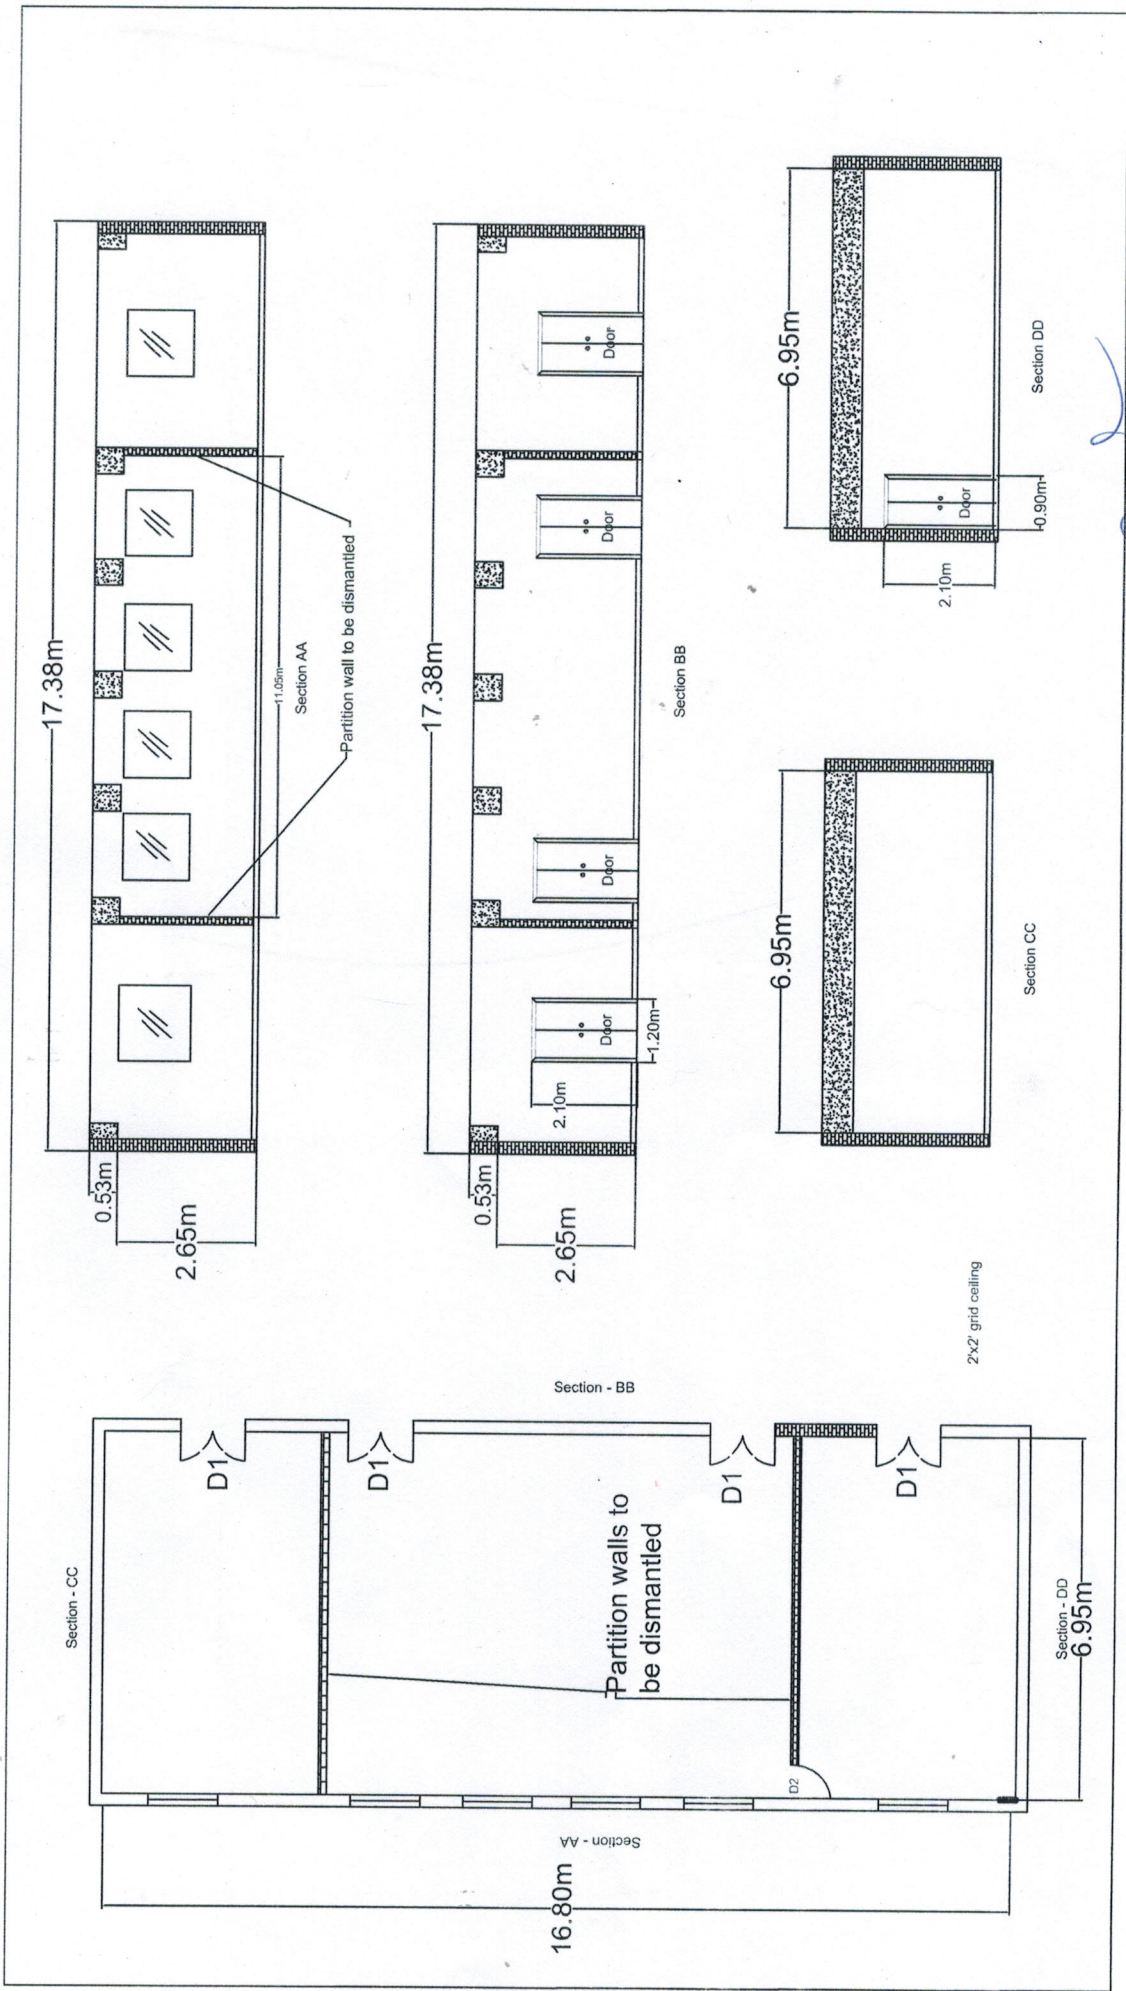 17.38m
0.53m
2.65m
11.05m
Section AA
Partition wall to be dismantled
17.38m
0.53m
2.65m
Door
Door
Door
Door
2.10m
1.20m
Section BB
6.95m
Section CC
6.95m
Door
2.10m
0.90m
Section DD
Section - CC
D1
D1
D1
D1
Section - BB
Partition walls to
be dismantled
D2
Section - AA
16.80m
Section - DD
6.95m
2'x2' grid ceiling